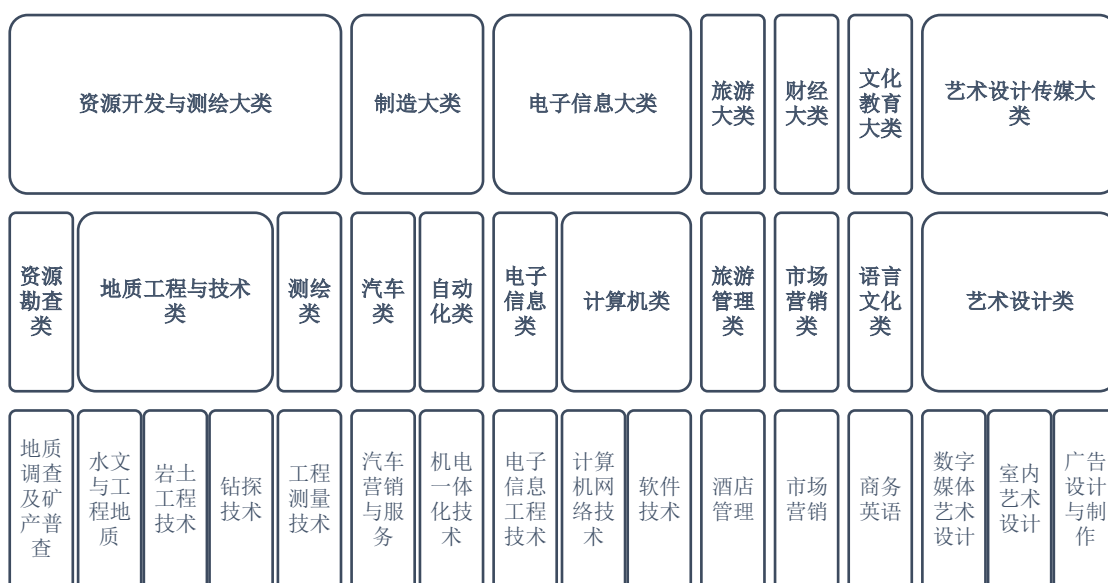 资源开发与测绘大类
制造大类
电子信息大类
旅游
大类
财经
大类
文化
教育
大类
艺术设计传媒大
类
资源
勘查
类
地质工程与技术
类
测绘
类
汽车
类
自动
化类
电子
信息
类
计算机类
旅游
管理
类
市场
营销
类
语言
文化
类
艺术设计类
地质
调查
及矿
产普
查
水文
与工
程地
质
岩土
工程
技术
钻探
技术
工程
测量
技术
汽车
营销
与服
务
机电
一体
化技
术
电子
信息
工程
技术
计算
机网
络技
术
软件
技术
酒店
管理
市场
营销
商务
英语
数字
媒体
艺术
设计
室内
艺术
设计
广告
设计
与制
作